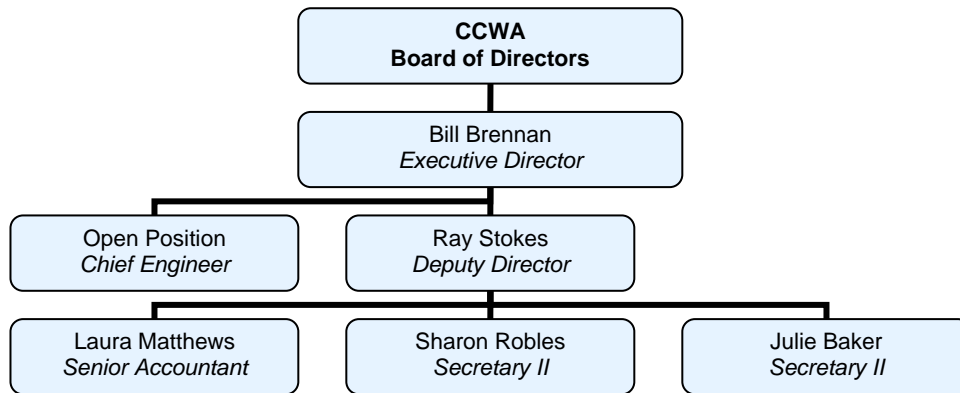 CCWA
Board of Directors
Bill Brennan
Executive Director
Open Position
Chief Engineer
Ray Stokes
Deputy Director
Laura Matthews
Senior Accountant
Sharon Robles
Secretary II
Julie Baker
Secretary II